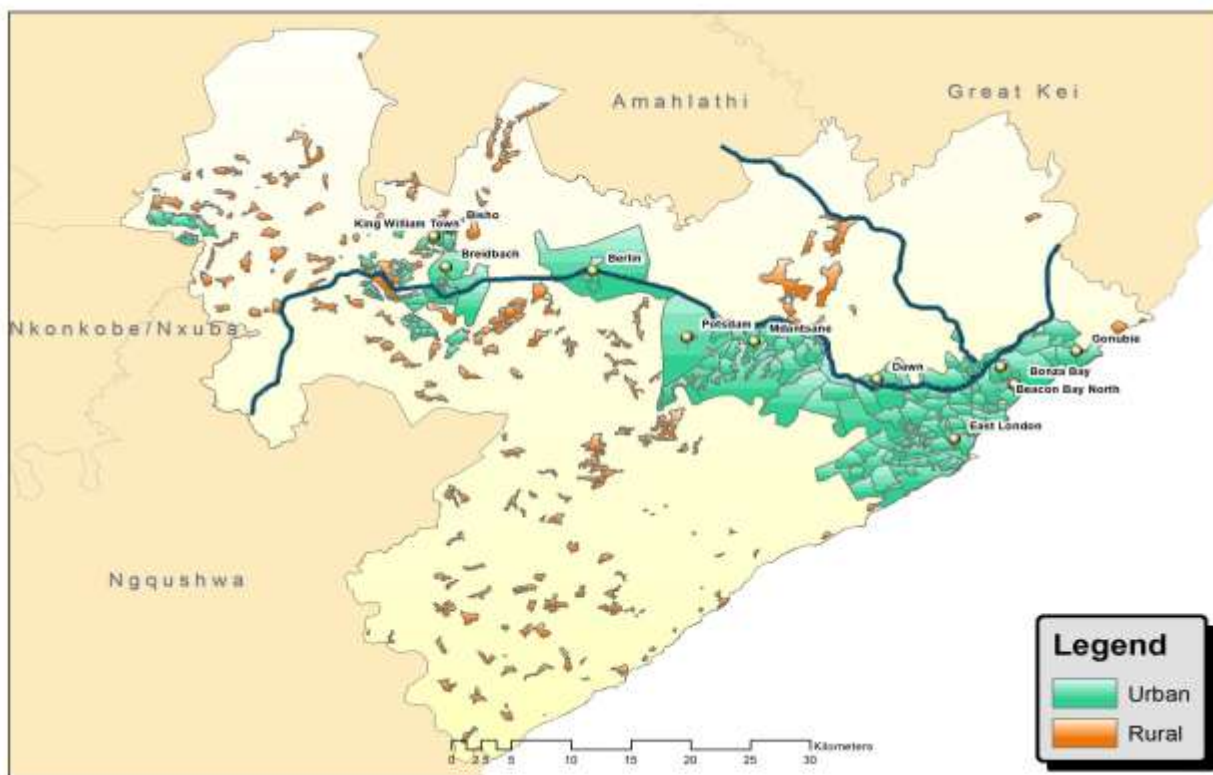 Great Kei
Amahlathi
Bisho
King William Town
Breidbach
Berlin
Nkonkobe/Nxuba
Potsdam
Mdantsane
Gonubie
Dawn
Bonza Bay
Beacon Bay North
East London
Ngqushwa
Legend
Urban
Rural
Kilometers
0 2.5 5 10 15 20 25 30